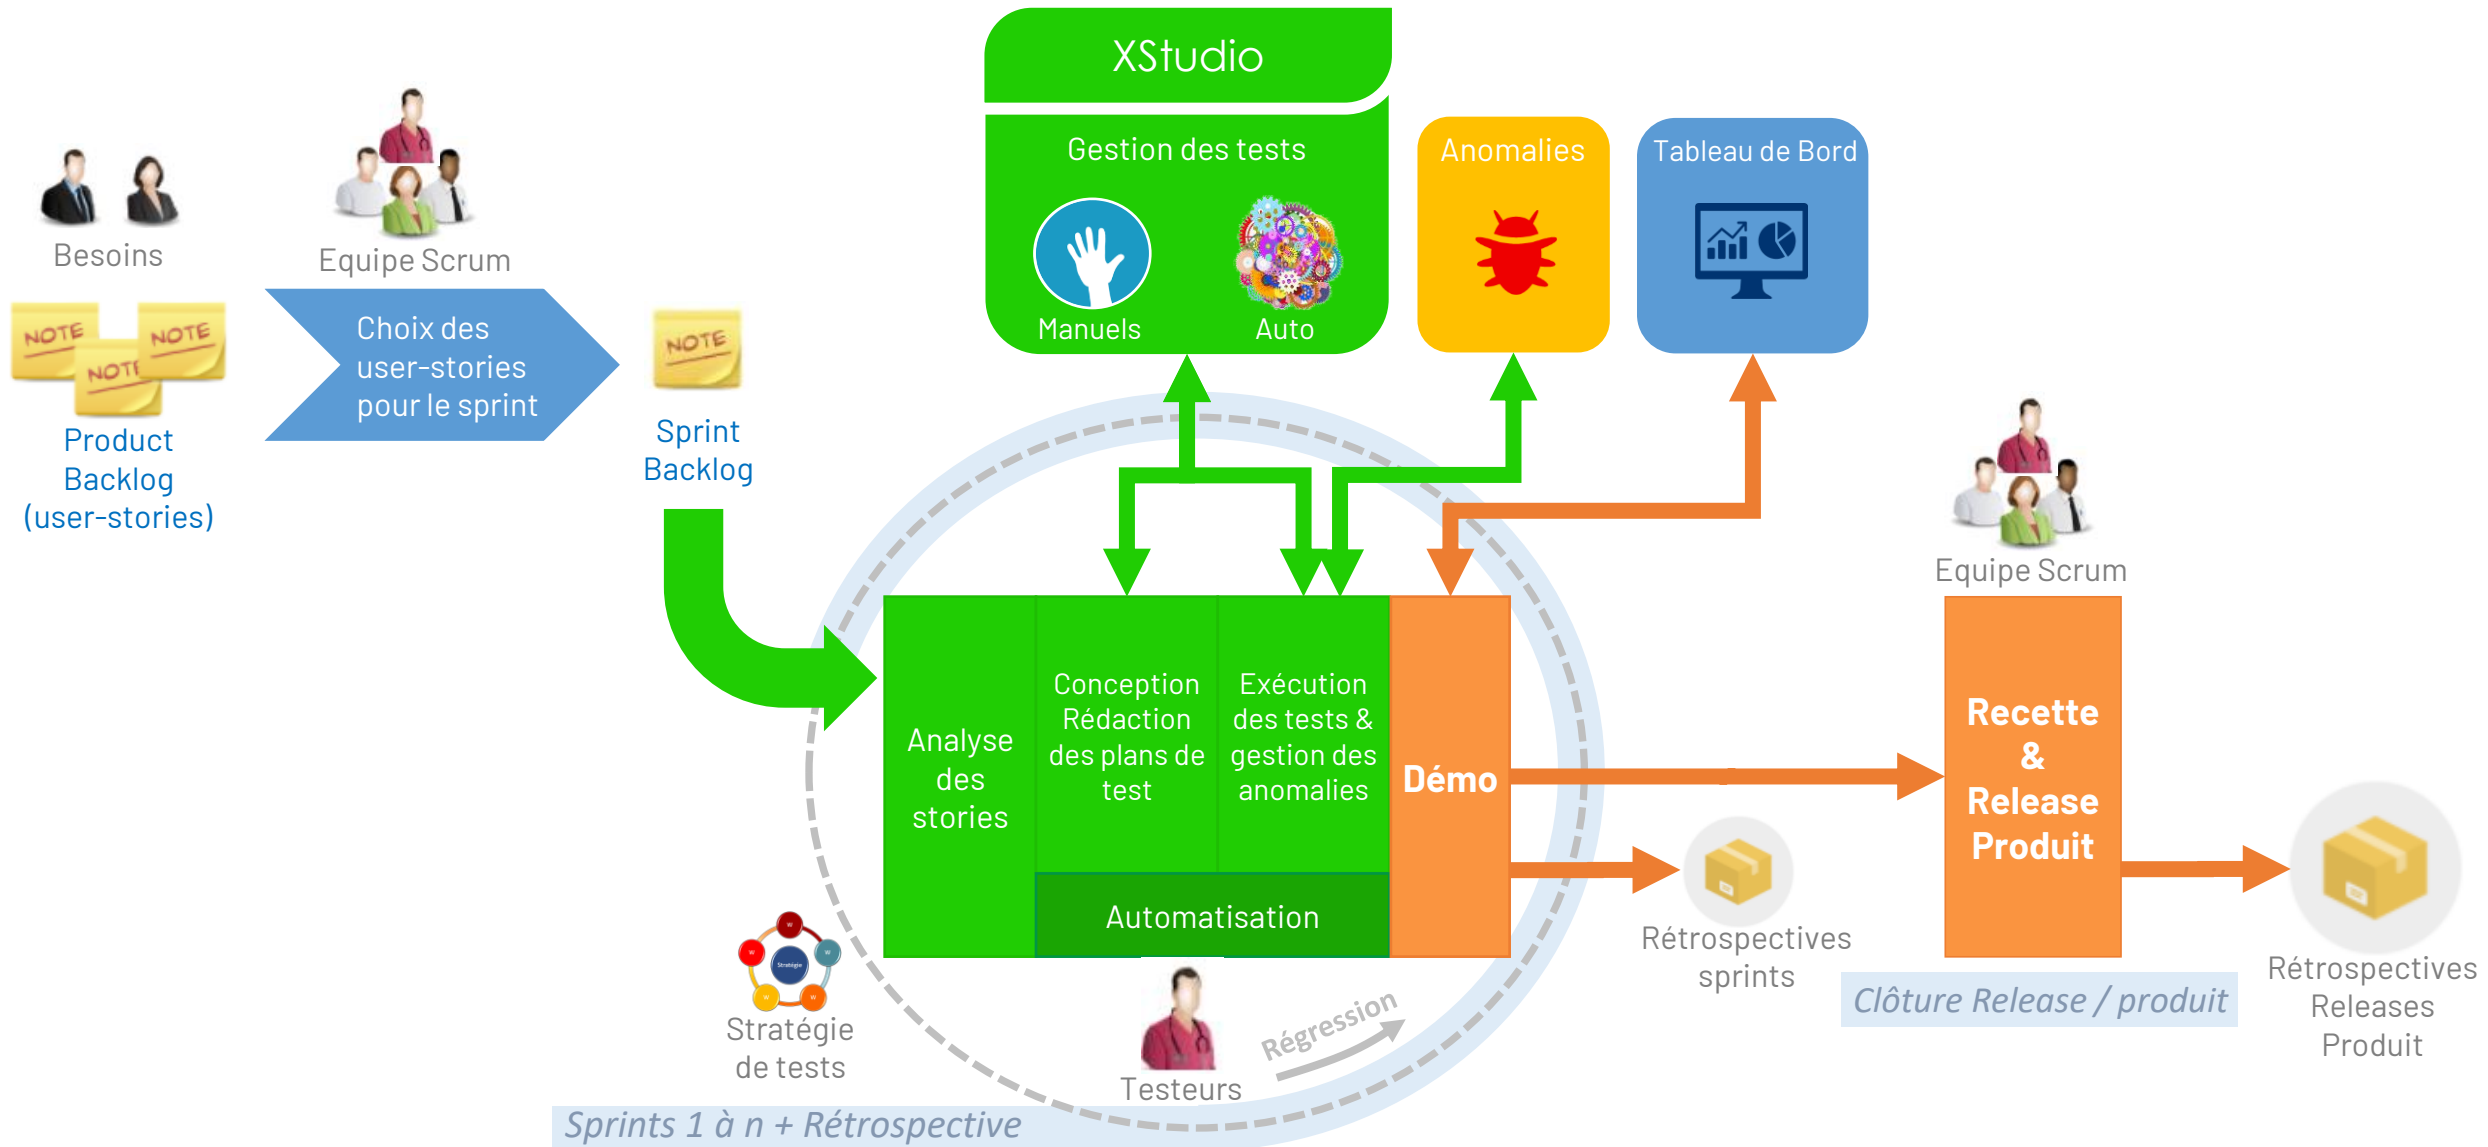 XStudio
Gestion des tests
Manuels
Auto
Anomalies
Tableau de Bord
Besoins
Equipe Scrum
NOTE
NOTE
NOTE
Product
Backlog
(user-stories)
Choix des
user-stories
pour le sprint
NOTE
Sprint
Backlog
Analyse
des
stories
Conception
Rédaction
des plans de
test
Exécution
des tests &
gestion des
anomalies
Automatisation
Démo
Equipe Scrum
Recette
&
Release
Produit
Rétrospectives
sprints
Clôture Release / produit
Rétrospectives
Releases
Produit
W
W
W
W
W
Stratégie
Stratégie
de tests
Testeurs
Régression
Sprints 1 à n + Rétrospective